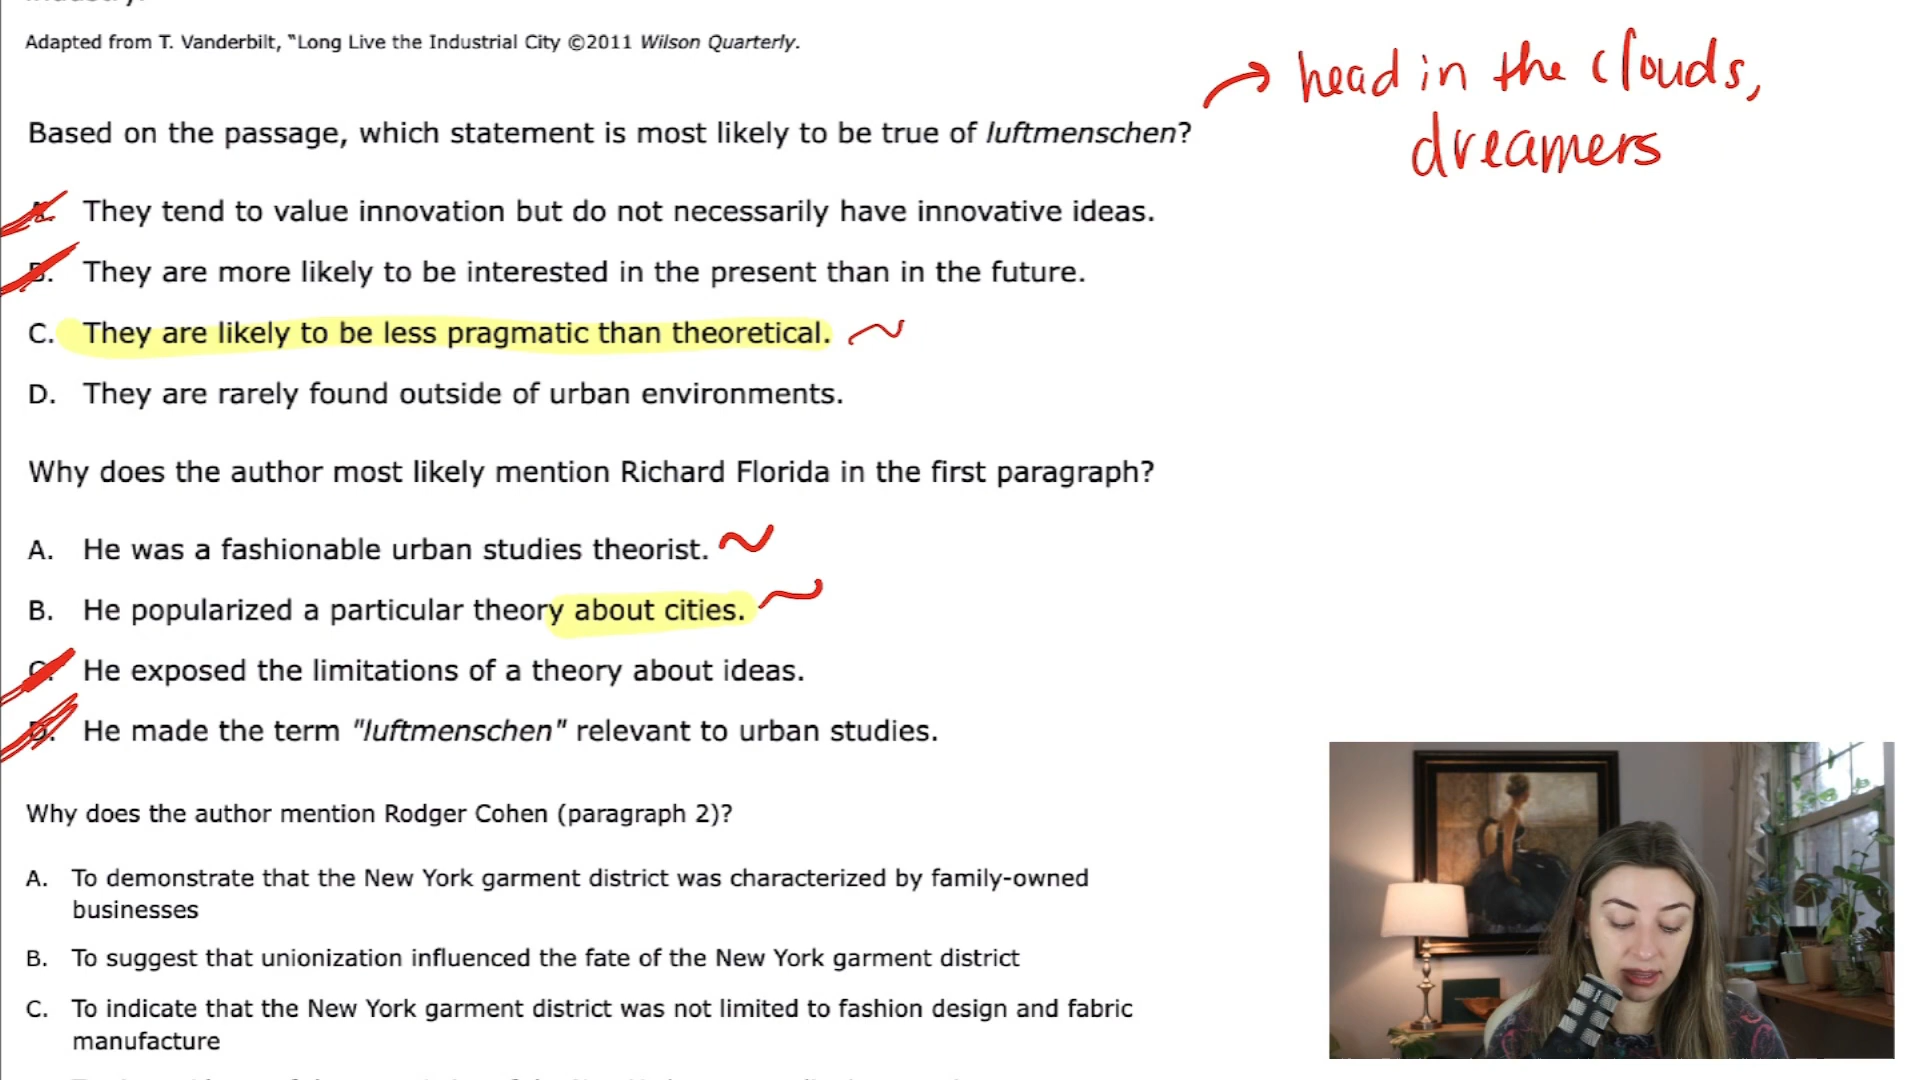 Adapted from T. Vanderbilt, "Long Live the Industrial City ©2011 Wilson Quarterly.
head in the clouds,
dreamers
Based on the passage, which statement is most likely to be true of luftmenschen?
A. They tend to value innovation but do not necessarily have innovative ideas.
B. They are more likely to be interested in the present than in the future.
C. They are likely to be less pragmatic than theoretical.
D. They are rarely found outside of urban environments.
Why does the author most likely mention Richard Florida in the first paragraph?
A. He was a fashionable urban studies theorist.
B. He popularized a particular theory about cities.
C. He exposed the limitations of a theory about ideas.
D. He made the term "luftmenschen" relevant to urban studies.
Why does the author mention Rodger Cohen (paragraph 2)?
A. To demonstrate that the New York garment district was characterized by family-owned
businesses
B. To suggest that unionization influenced the fate of the New York garment district
C. To indicate that the New York garment district was not limited to fashion design and fabric
manufacture